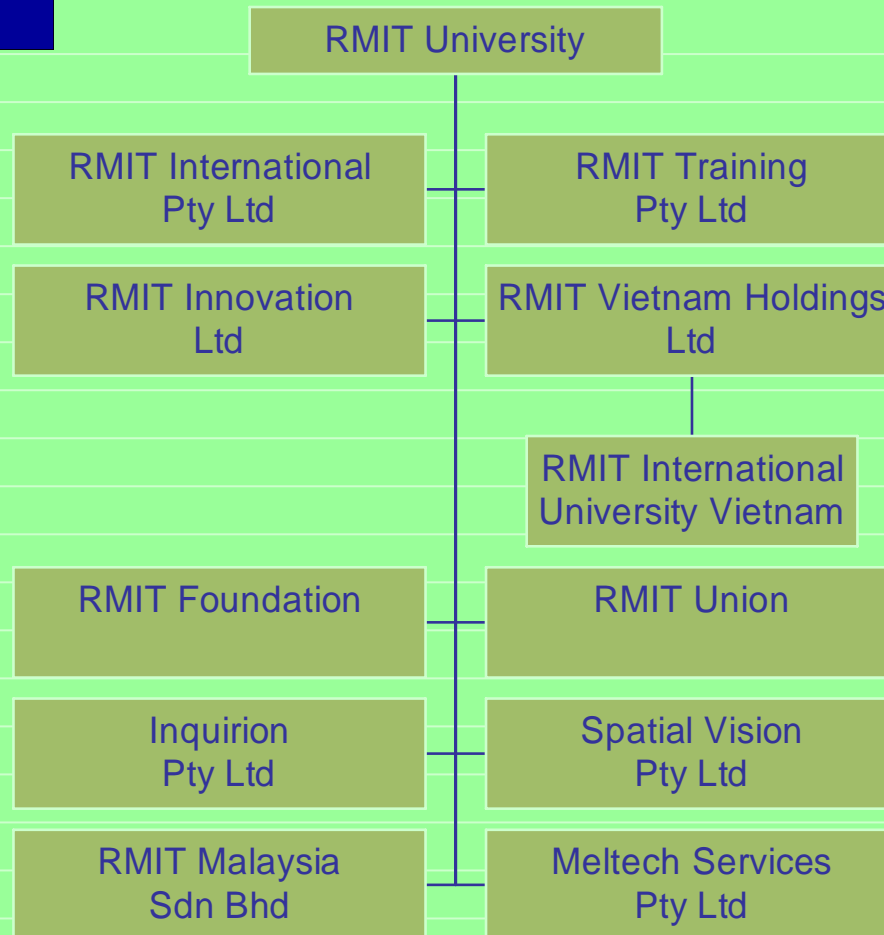 RMIT University
RMIT International
Pty Ltd
RMIT Training
Pty Ltd
RMIT Innovation
Ltd
RMIT Vietnam Holdings
Ltd
RMIT International
University Vietnam
RMIT Foundation
RMIT Union
Inquirion
Pty Ltd
Spatial Vision
Pty Ltd
RMIT Malaysia
Sdn Bhd
Meltech Services
Pty Ltd